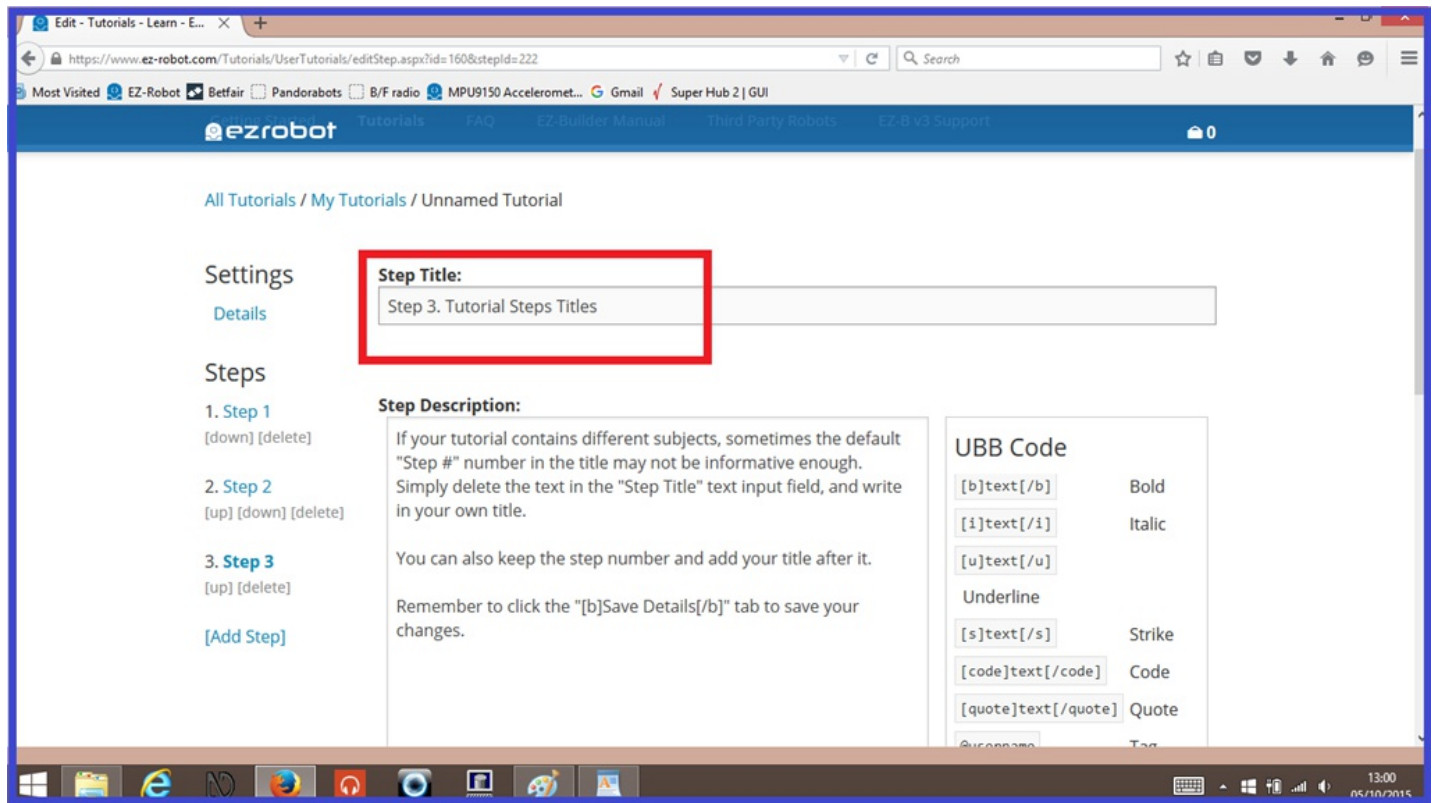 Edit - Tutorials - Learn - E...
https://www.ez-robot.com/Tutorials/UserTutorials/editStep.aspx?id=160&stepId=222
Search
Most Visited EZ-Robot Betfair Pandorabots B/F radio MPU9150 Acceleromet... Gmail Super Hub 2 | GUI
Getting Started Tutorials FAQ EZ-Builder Manual Third Party Robots EZ-B v3 Support
ezrobot
0
All Tutorials / My Tutorials / Unnamed Tutorial
Settings
Details
Steps
1. Step 1
[down] [delete]
2. Step 2
[up] [down] [delete]
3. Step 3
[up] [delete]
[Add Step]
Step Title:
Step 3. Tutorial Steps Titles
Step Description:
If your tutorial contains different subjects, sometimes the default
"Step #" number in the title may not be informative enough.
Simply delete the text in the "Step Title" text input field, and write
in your own title.
You can also keep the step number and add your title after it.
Remember to click the "[b]Save Details[/b]" tab to save your
changes.
UBB Code
[b]text[/b] Bold
[i]text[/i] Italic
[u]text[/u]
Underline
[s]text[/s] Strike
[code]text[/code] Code
[quote]text[/quote] Quote
@username Tag
13:00
05/10/2015